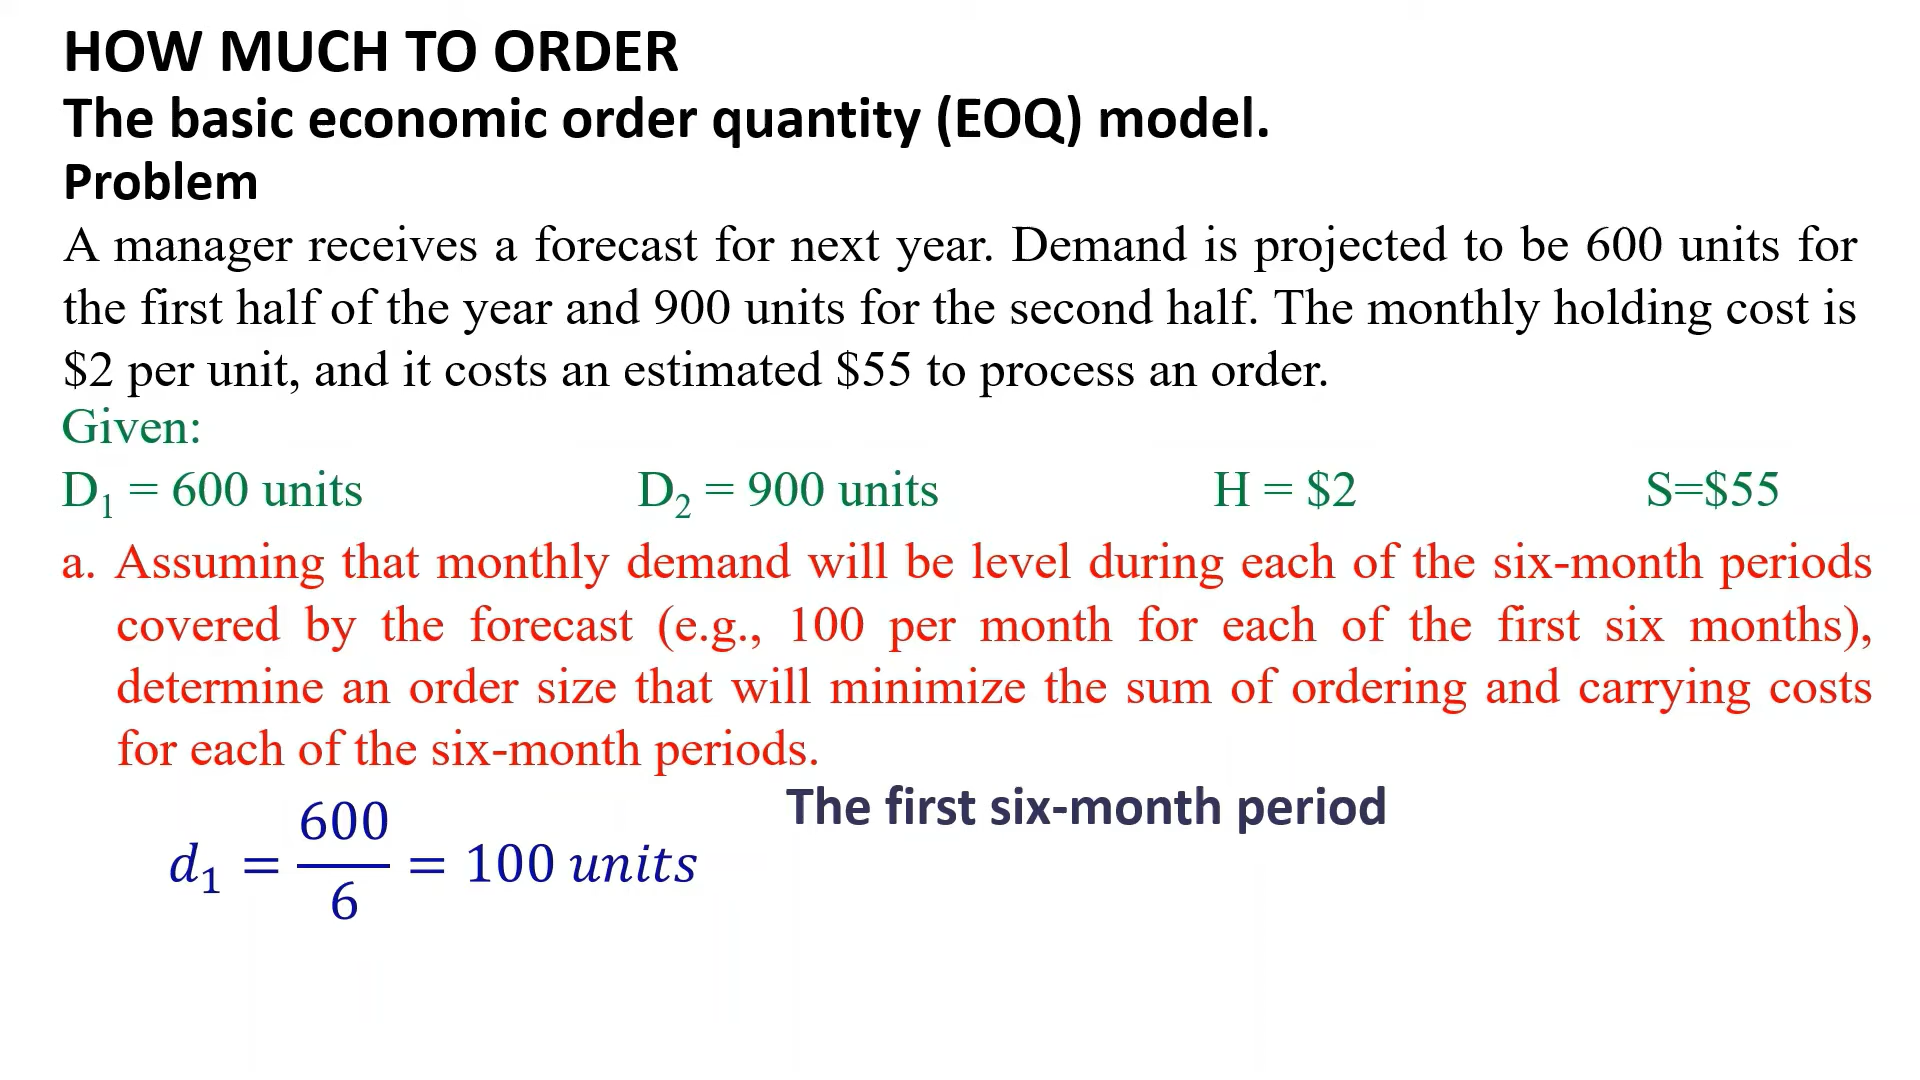 HOW MUCH TO ORDER
The basic economic order quantity (EOQ) model.
Problem
A manager receives a forecast for next year. Demand is projected to be 600 units for
the first half of the year and 900 units for the second half. The monthly holding cost is
$2 per unit, and it costs an estimated $55 to process an order.
Given:
D₁ = 600 units D₂ = 900 units H = $2 S=$55
a. Assuming that monthly demand will be level during each of the six-month periods
covered by the forecast (e.g., 100 per month for each of the first six months),
determine an order size that will minimize the sum of ordering and carrying costs
for each of the six-month periods.
The first six-month period
d₁ = 600/6 = 100 units